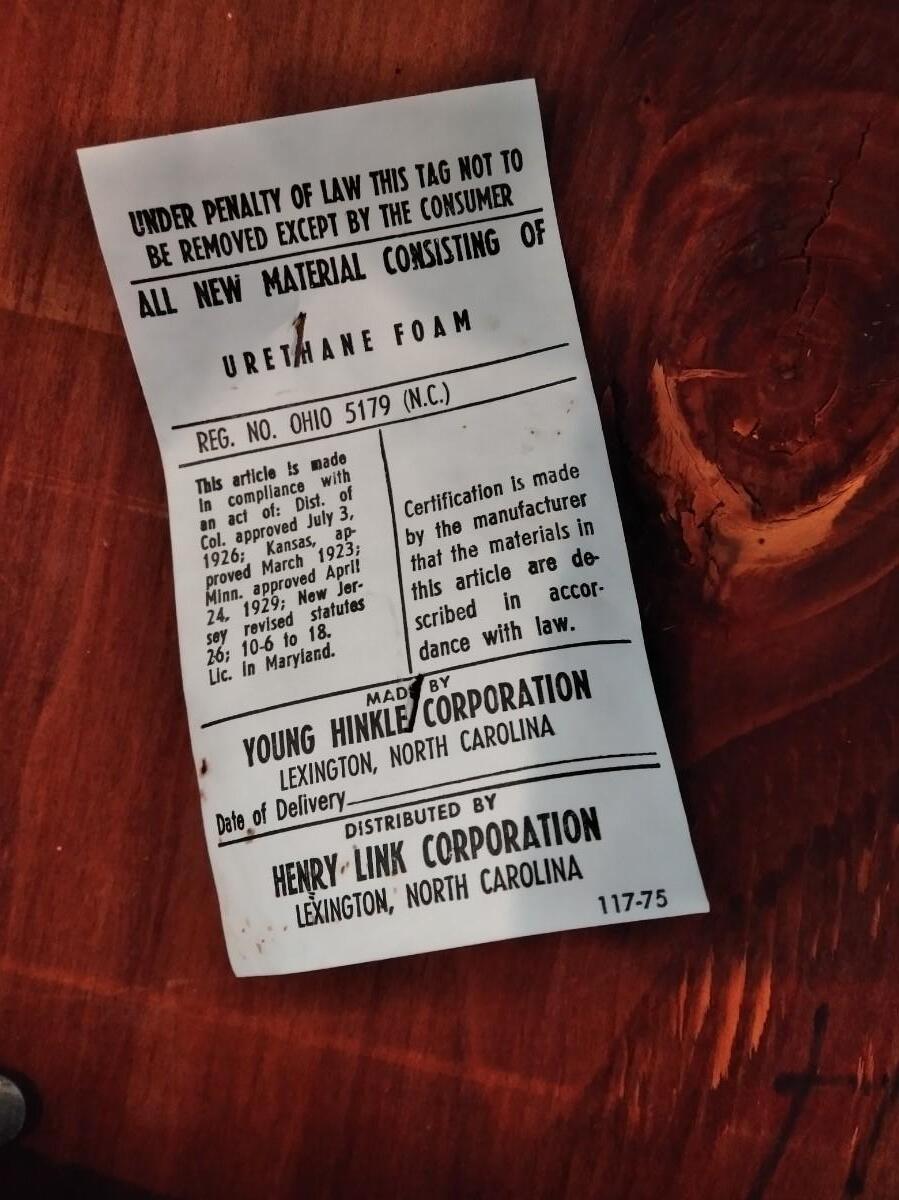 UNDER PENALTY OF LAW THIS TAG NOT TO
BE REMOVED EXCEPT BY THE CONSUMER
ALL NEW MATERIAL CONSISTING OF
URETHANE FOAM
REG. NO. OHIO 5179 (N.C.)
This article is made
in compliance with
an act of: Dist. of
Col. approved July 3,
1926; Kansas, ap-
proved March 1923;
Minn. approved April
24, 1929; New Jer-
sey revised statutes
26; 10-6 to 18.
Lic. in Maryland.
Certification is made
by the manufacturer
that the materials in
this article are de-
scribed in accor-
dance with law.
MADE BY
YOUNG HINKLE CORPORATION
LEXINGTON, NORTH CAROLINA
Date of Delivery
DISTRIBUTED BY
HENRY LINK CORPORATION
LEXINGTON, NORTH CAROLINA
117-75